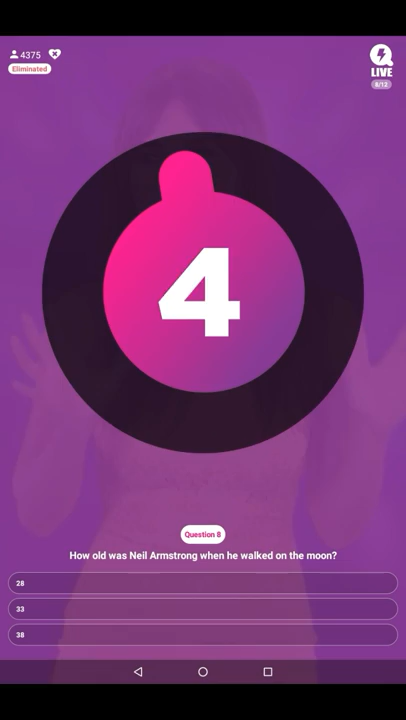 4375
Eliminated
LIVE
8/12
4
Question 8
How old was Neil Armstrong when he walked on the moon?
28
33
38